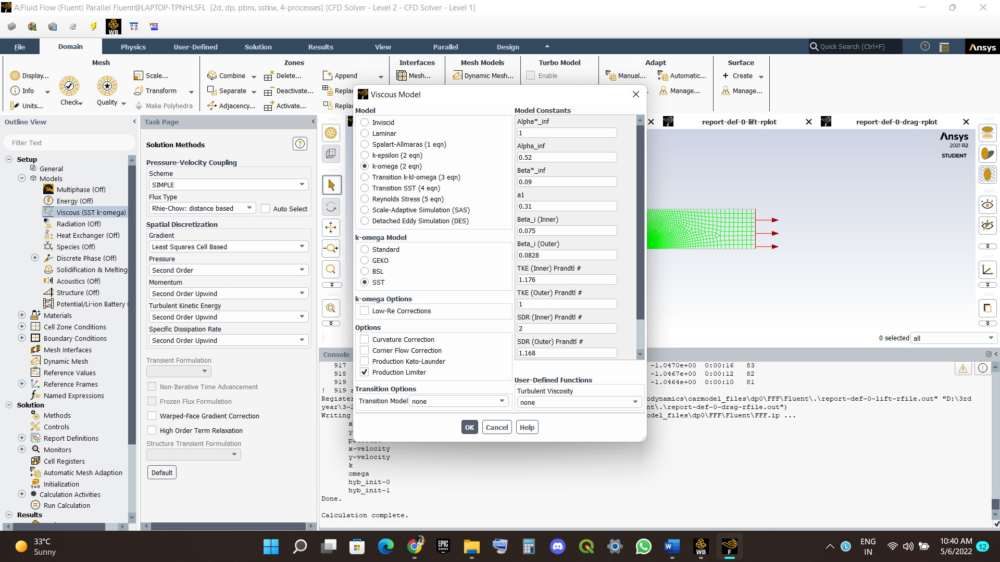 A:Fluid Flow (Fluent) Parallel Fluent@LAPTOP-TPNHLSFL [2d, dp, pbns, sstkw, 4-processes] [CFD Solver - Level 2 - CFD Solver - Level 1]
WB
File Domain Physics User-Defined Solution Results View Parallel Design Quick Search (Ctrl+F) Ansys
Mesh
Display...
Info
Units...
Check
Quality
Scale...
Transform
Make Polyhedra
Zones
Combine
Separate
Adjacency...
Delete...
Deactivate...
Activate...
Append
Interfaces
Mesh...
Mesh Models
Dynamic Mesh...
Turbo Model
Enable
Adapt
Manual...
Automatic...
Manage...
Surface
Create
Manage...
Outline View
Filter Text
Setup
General
Models
Multiphase (Off)
Energy (Off)
Viscous (SST k-omega)
Radiation (Off)
Heat Exchanger (Off)
Species (Off)
Discrete Phase (Off)
Solidification & Melting
Acoustics (Off)
Structure (Off)
Potential/Li-ion Battery
Materials
Cell Zone Conditions
Boundary Conditions
Mesh Interfaces
Dynamic Mesh
Reference Values
Reference Frames
Named Expressions
Solution
Methods
Controls
Report Definitions
Monitors
Cell Registers
Automatic Mesh Adaption
Initialization
Calculation Activities
Run Calculation
Results
Task Page
Solution Methods
Pressure-Velocity Coupling
Scheme
SIMPLE
Flux Type
Rhie-Chow: distance based Auto Select
Spatial Discretization
Gradient
Least Squares Cell Based
Pressure
Second Order
Momentum
Second Order Upwind
Turbulent Kinetic Energy
Second Order Upwind
Specific Dissipation Rate
Second Order Upwind
Transient Formulation
Non-Iterative Time Advancement
Frozen Flux Formulation
Warped-Face Gradient Correction
High Order Term Relaxation
Structure Transient Formulation
Default
Viscous Model
Model
Inviscid
Laminar
Spalart-Allmaras (1 eqn)
k-epsilon (2 eqn)
k-omega (2 eqn)
Transition k-kl-omega (3 eqn)
Transition SST (4 eqn)
Reynolds Stress (5 eqn)
Scale-Adaptive Simulation (SAS)
Detached Eddy Simulation (DES)
k-omega Model
Standard
GEKO
BSL
SST
k-omega Options
Low-Re Corrections
Options
Curvature Correction
Corner Flow Correction
Production Kato-Launder
Production Limiter
Transition Options
Transition Model none
Model Constants
Alpha*_inf
1
Alpha_inf
0.52
Beta*_inf
0.09
a1
0.31
Beta_i (Inner)
0.075
Beta_i (Outer)
0.0828
TKE (Inner) Prandtl #
1.176
TKE (Outer) Prandtl #
1
SDR (Inner) Prandtl #
2
SDR (Outer) Prandtl #
1.168
User-Defined Functions
Turbulent Viscosity
none
OK Cancel Help
report-def-0-lift-rplot
report-def-0-drag-rplot
Ansys
2021 R2
STUDENT
0 selected all
Console
917 -1.0470e+00 0:00:16 83
918 -1.0467e+00 0:00:12 82
919 -1.0464e+00 0:00:10 81
! 919 s
Register odynamics\carmodel_files\dp0\FFF\Fluent\.\report-def-0-lift-rfile.out" "D:\3rd
year\3-2 nt\.\report-def-0-drag-rfile.out")
Writing del_files\dp0\FFF\Fluent\FFF.ip ...
x-velocity
y-velocity
k
omega
hyb_init-0
hyb_init-1
Done.
Calculation complete.
33°C
Sunny
EPIC
GAMES
WB
F
ENG
IN
10:40 AM
5/6/2022
12